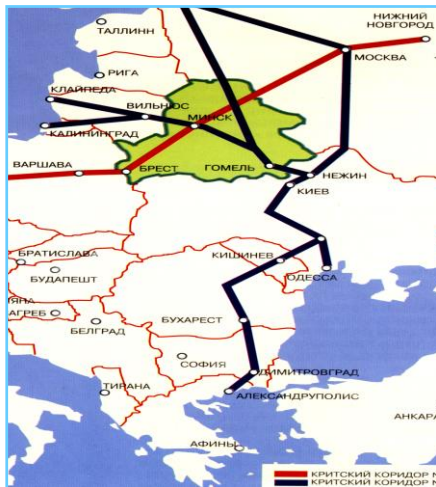 НИЖНИЙ
НОВГОРОД
ТАЛЛИНН
МОСКВА
РИГА
КЛАЙПЕДА
ВИЛЬНЮС
МИНСК
КАЛИНИНГРАД
ВАРШАВА
БРЕСТ
ГОМЕЛЬ
НЕЖИН
КИЕВ
БРАТИСЛАВА
КИШИНЕВ
БУДАПЕШТ
ОДЕССА
АГРЕБ
БУХАРЕСТ
БЕЛГРАД
СОФИЯ
ДИМИТРОВГРАД
ТИРАНА
АЛЕКСАНДРУПОЛИС
АНКАРА
АФИНЫ
КРИТСКИЙ КОРИДОР
КРИТСКИЙ КОРИДОР